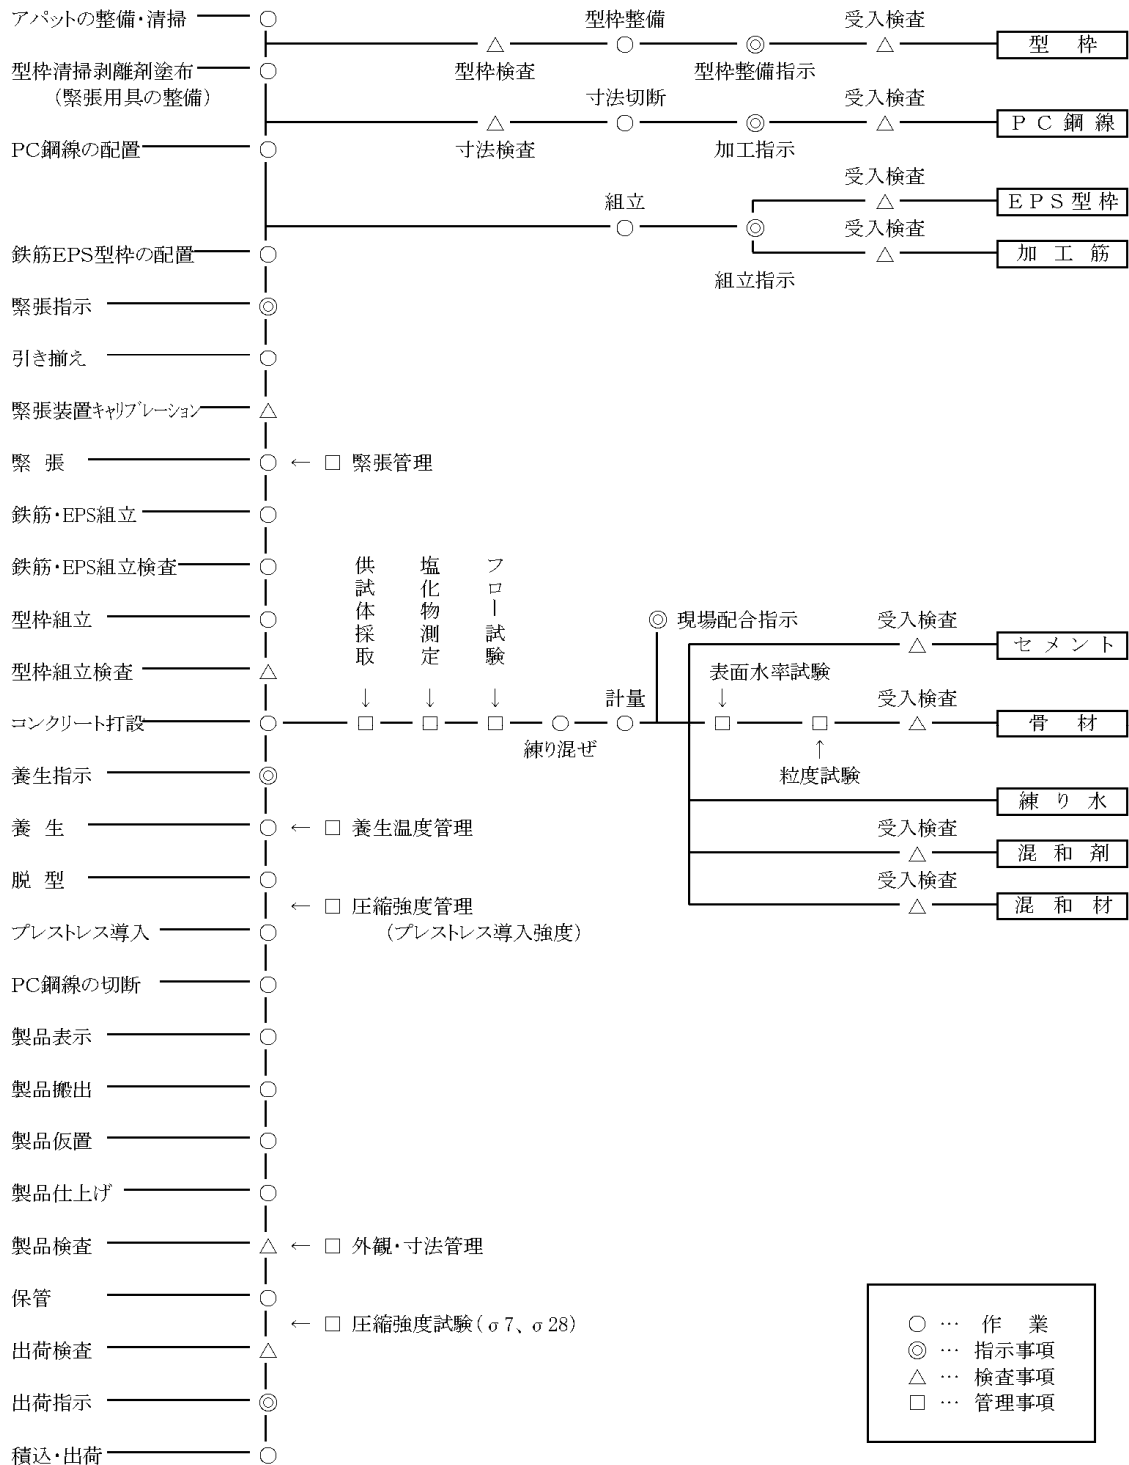 アバットの整備・清掃
型枠整備
受入検査
型 枠
型枠検査
型枠整備指示
型枠清掃剥離剤塗布
(緊張用具の整備)
寸法切断
受入検査
PC鋼線
寸法検査
加工指示
PC鋼線の配置
受入検査
EPS型枠
組立
受入検査
加工筋
組立指示
鉄筋EPS型枠の配置
緊張指示
引き揃え
緊張装置キャリブレーション
緊 張
← □ 緊張管理
鉄筋・EPS組立
鉄筋・EPS組立検査
供試体採取
塩化物測定
フロー試験
型枠組立
◎ 現場配合指示
受入検査
セメント
型枠組立検査
表面水率試験
計量
受入検査
骨材
コンクリート打設
練り混ぜ
粒度試験
養生指示
練り水
養 生
← □ 養生温度管理
受入検査
混和剤
脱 型
受入検査
混和材
← □ 圧縮強度管理
(プレストレス導入強度)
プレストレス導入
PC鋼線の切断
製品表示
製品搬出
製品仮置
製品仕上げ
製品検査
← □ 外観・寸法管理
保管
← □ 圧縮強度試験(σ7、σ28)
出荷検査
出荷指示
積込・出荷
○ … 作 業
◎ … 指示事項
△ … 検査事項
□ … 管理事項